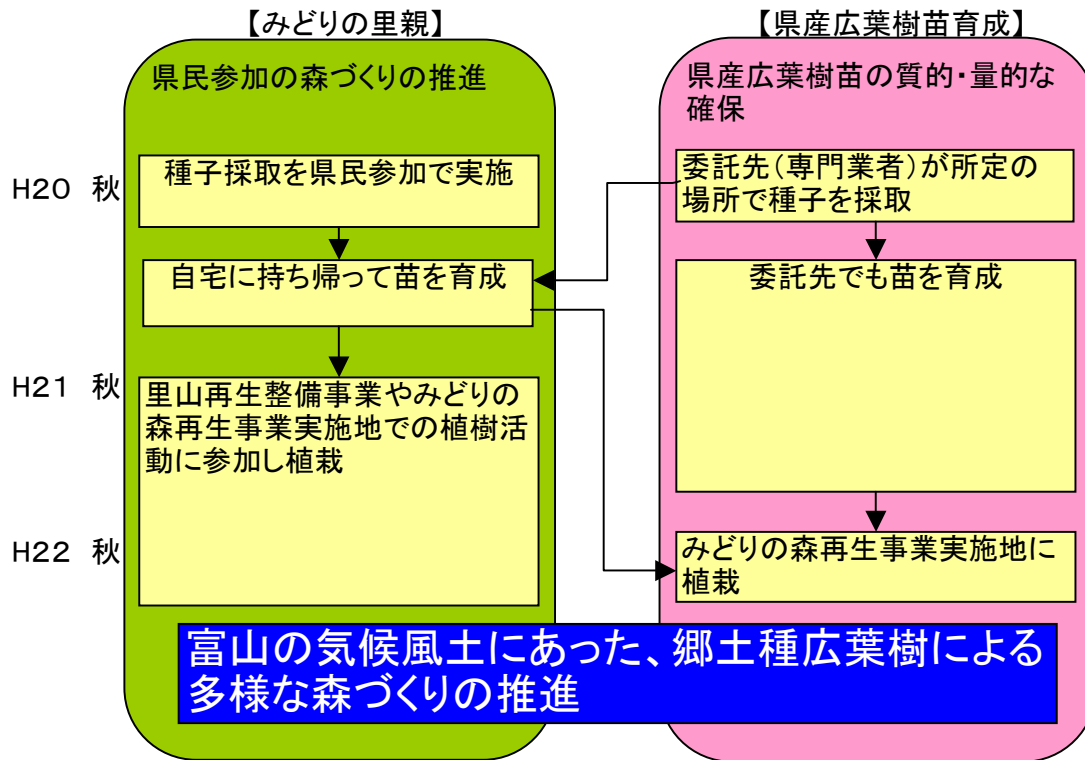 【みどりの里親】
県民参加の森づくりの推進
H20 秋
種子採取を県民参加で実施
自宅に持ち帰って苗を育成
H21 秋
里山再生整備事業やみどりの
森再生事業実施地での植樹活
動に参加し植栽
H22 秋
【県産広葉樹苗育成】
県産広葉樹苗の質的・量的な
確保
委託先(専門業者)が所定の
場所で種子を採取
委託先でも苗を育成
みどりの森再生事業実施地に
植栽
富山の気候風土にあった、郷土種広葉樹による
多様な森づくりの推進